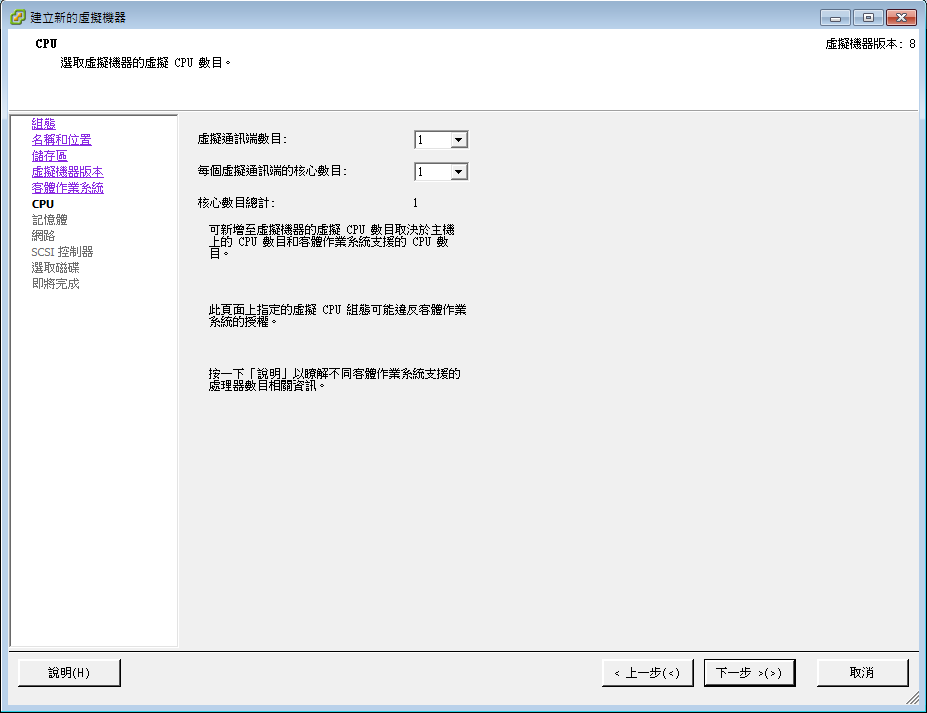 建立新的虛擬機器
CPU
選取虛擬機器的虛擬 CPU 數目。
虛擬機器版本: 8
組態
名稱和位置
儲存區
虛擬機器版本
客體作業系統
CPU
記憶體
網路
SCSI 控制器
選取磁碟
即將完成
虛擬通訊端數目: 1
每個虛擬通訊端的核心數目: 1
核心數目總計: 1
可新增至虛擬機器的虛擬 CPU 數目取決於主機
上的 CPU 數目和客體作業系統支援的 CPU 數
目。
此頁面上指定的虛擬 CPU 組態可能違反客體作業
系統的授權。
按一下「說明」以瞭解不同客體作業系統支援的
處理器數目相關資訊。
說明(H)
< 上一步(<)
下一步 >(>)
取消